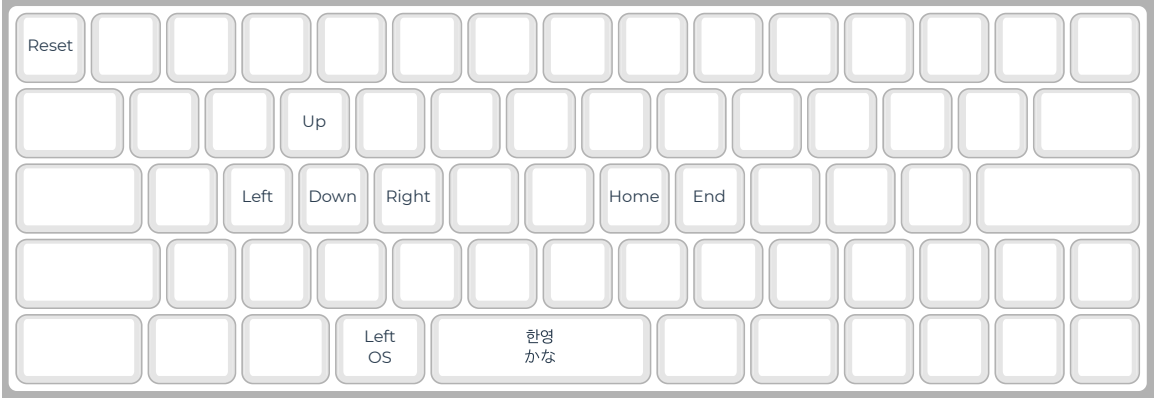 Reset
Up
Left
Down
Right
Home
End
Left
OS
한영
かな